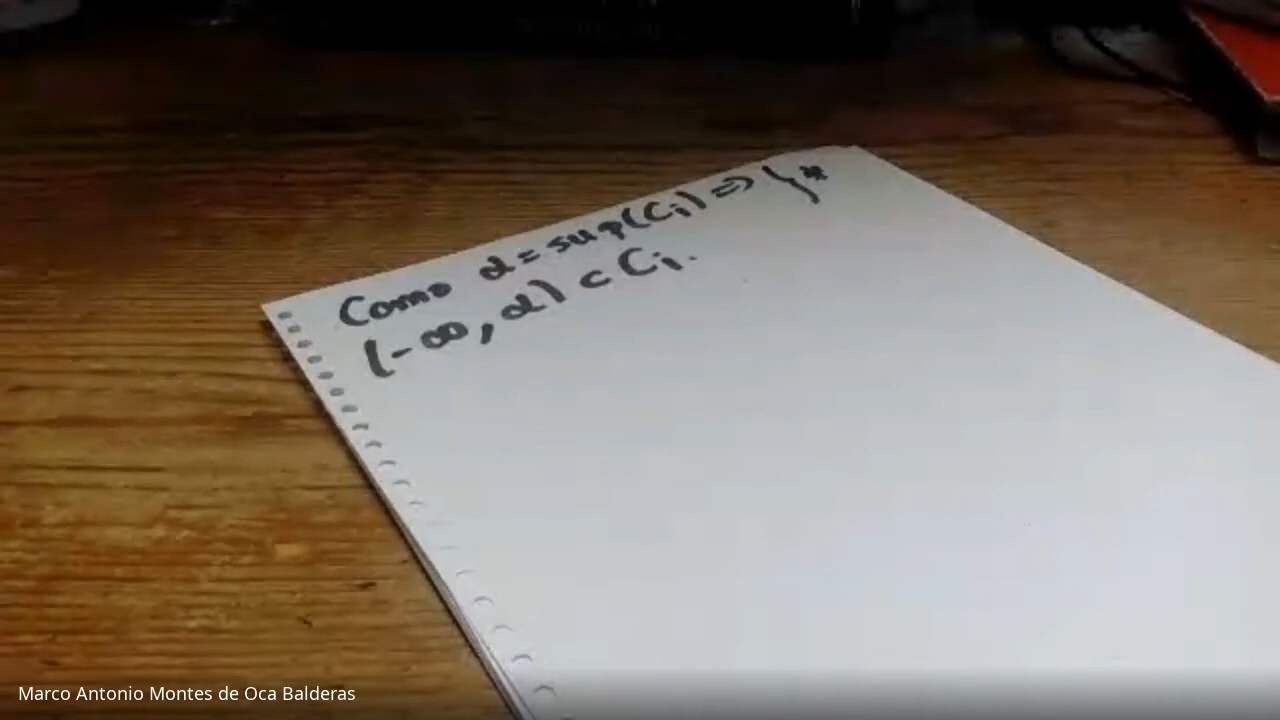 Como α = sup(Ci) => } *
(-∞, α) ⊂ Ci.
Marco Antonio Montes de Oca Balderas